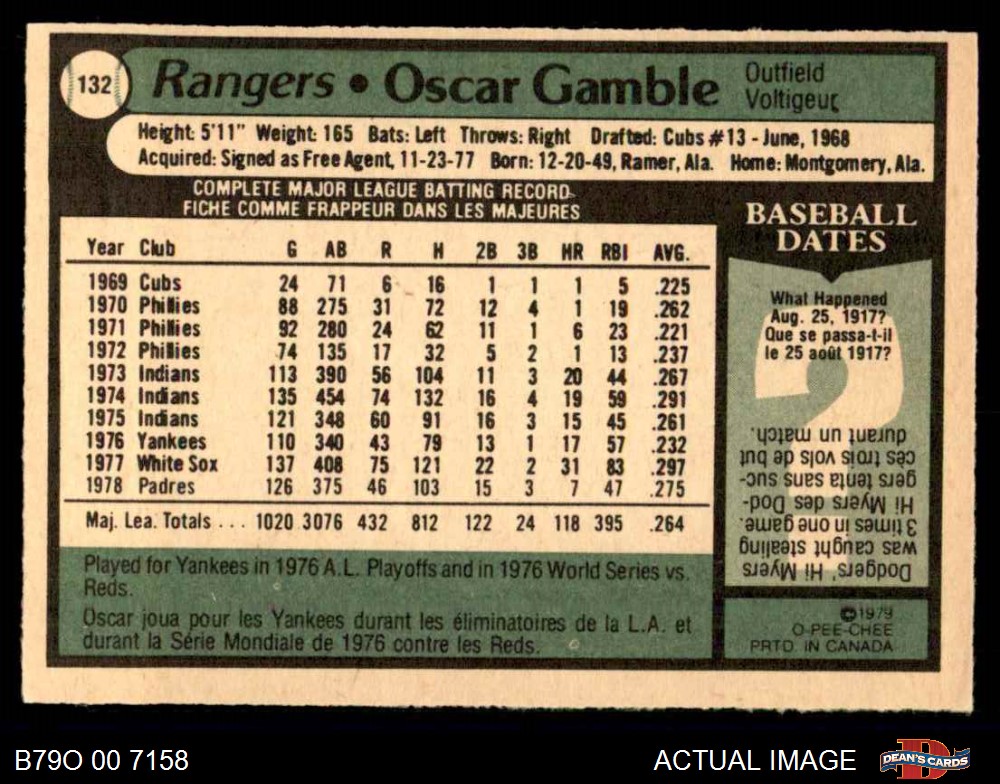 132
Rangers • Oscar Gamble
Outfield
Voltigeur
Height: 5'11" Weight: 165 Bats: Left Throws: Right Drafted: Cubs #13 - June, 1968
Acquired: Signed as Free Agent, 11-23-77 Born: 12-20-49, Ramer, Ala. Home: Montgomery, Ala.
COMPLETE MAJOR LEAGUE BATTING RECORD
FICHE COMME FRAPPEUR DANS LES MAJEURES
Year Club G AB R H 2B 3B HR RBI AVG.
1969 Cubs 24 71 6 16 1 1 1 5 .225
1970 Phillies 88 275 31 72 12 4 1 19 .262
1971 Phillies 92 280 24 62 11 1 6 23 .221
1972 Phillies 74 135 17 32 5 2 1 13 .237
1973 Indians 113 390 56 104 11 3 20 44 .267
1974 Indians 135 454 74 132 16 4 19 59 .291
1975 Indians 121 348 60 91 16 3 15 45 .261
1976 Yankees 110 340 43 79 13 1 17 57 .232
1977 White Sox 137 408 75 121 22 2 31 83 .297
1978 Padres 126 375 46 103 15 3 7 47 .275
Maj. Lea. Totals ... 1020 3076 432 812 122 24 118 395 .264
Played for Yankees in 1976 A.L. Playoffs and in 1976 World Series vs.
Reds.
Oscar joua pour les Yankees durant les éliminatoires de la L.A. et
durant la Série Mondiale de 1976 contre les Reds.
BASEBALL
DATES
What Happened
Aug. 25, 1917?
Que se passa-t-il
le 25 août 1917?
Dodgers' Hi Myers
was caught stealing
3 times in one game.
Hi Myers des Dod-
gers tenta sans suc-
ces trois vols de but
durant un match.
©1979
O-PEE-CHEE
PRTD. IN CANADA
B79O 00 7158
ACTUAL IMAGE
D
DEAN'S CARDS